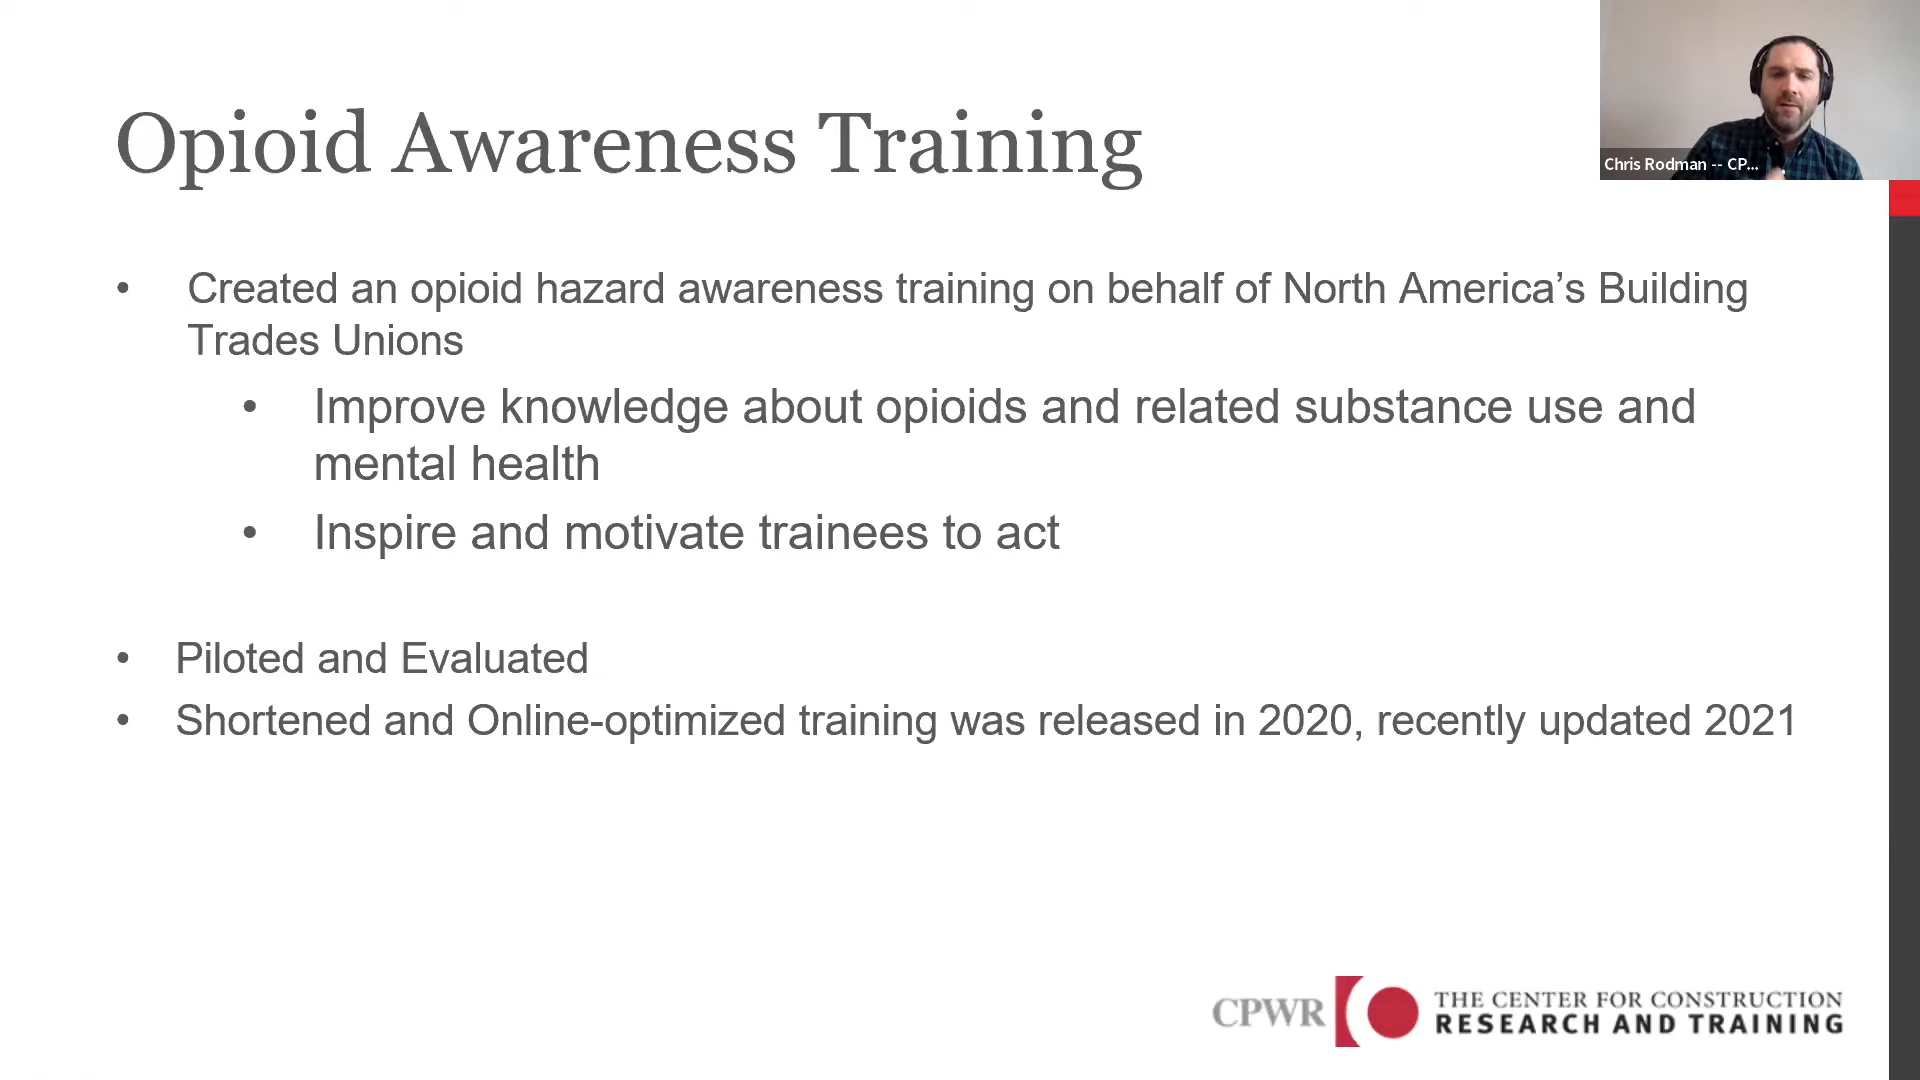 Opioid Awareness Training
Chris Rodman -- CP...
• Created an opioid hazard awareness training on behalf of North America’s Building
Trades Unions
• Improve knowledge about opioids and related substance use and
mental health
• Inspire and motivate trainees to act
• Piloted and Evaluated
• Shortened and Online-optimized training was released in 2020, recently updated 2021
CPWR
THE CENTER FOR CONSTRUCTION
RESEARCH AND TRAINING